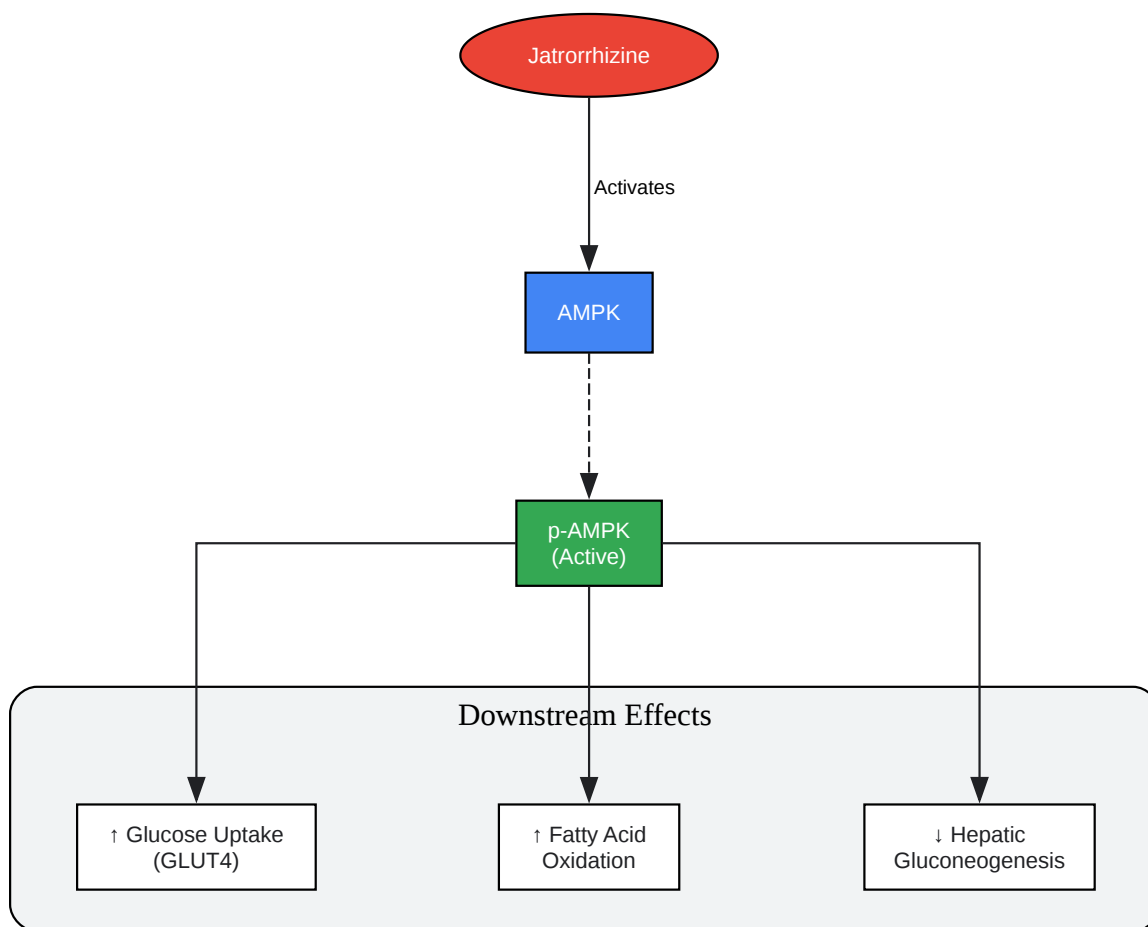 Jatrorrhizine
Activates
AMPK
p-AMPK
(Active)
Downstream Effects
↑ Glucose Uptake
(GLUT4)
↑ Fatty Acid
Oxidation
↓ Hepatic
Gluconeogenesis